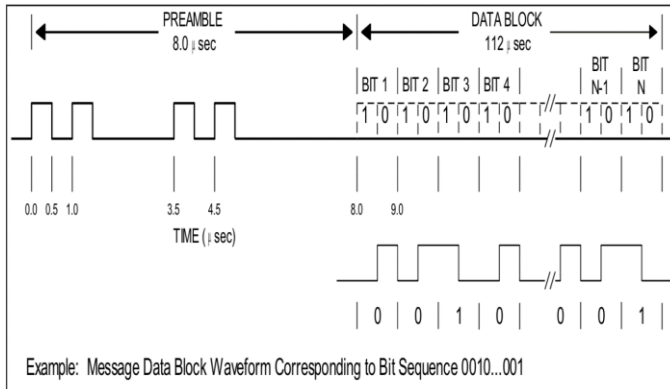 PREAMBLE
8.0 μ sec
DATA BLOCK
112 μ sec
BIT 1 BIT 2 BIT 3 BIT 4 BIT N-1 BIT N
1 0 1 0 1 0 1 0 1 0 1 0
0.0 0.5 1.0 3.5 4.5 8.0 9.0
TIME (μ sec)
0 0 1 0 0 0 1
Example: Message Data Block Waveform Corresponding to Bit Sequence 0010...001